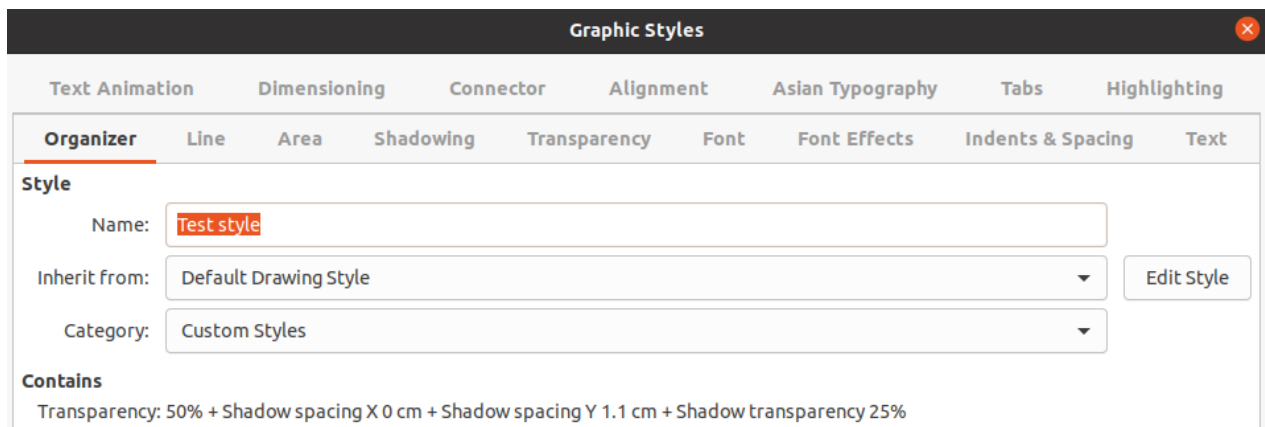 Graphic Styles
Text Animation Dimensioning Connector Alignment Asian Typography Tabs Highlighting
Organizer Line Area Shadowing Transparency Font Font Effects Indents & Spacing Text
Style
Name: Test style
Inherit from: Default Drawing Style Edit Style
Category: Custom Styles
Contains
Transparency: 50% + Shadow spacing X 0 cm + Shadow spacing Y 1.1 cm + Shadow transparency 25%